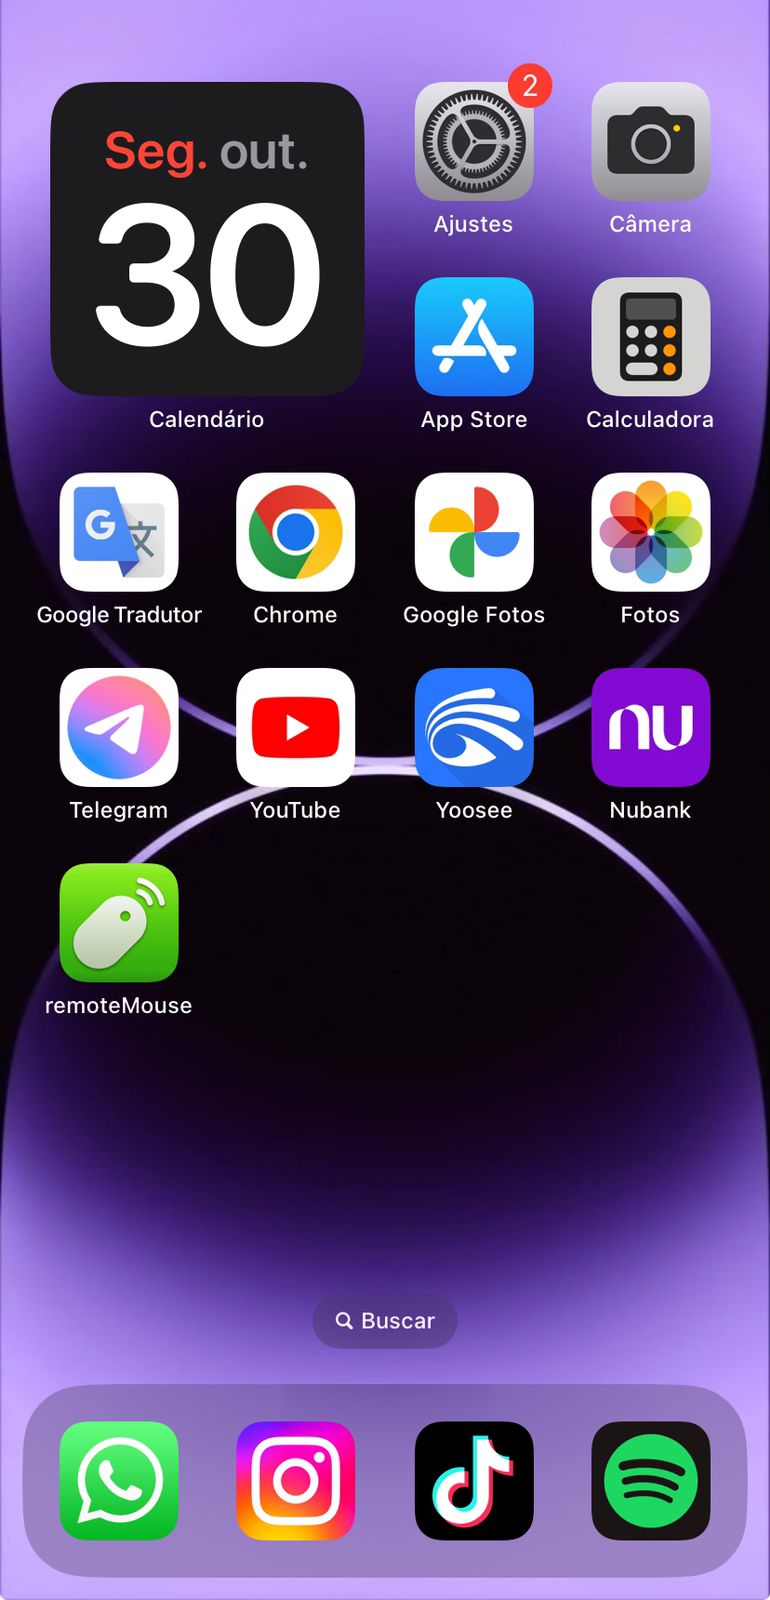 Seg. out.
30
Calendário
2
Ajustes
Câmera
App Store
Calculadora
G 文
Google Tradutor
Chrome
Google Fotos
Fotos
Telegram
YouTube
Yoosee
nu
Nubank
remoteMouse
Buscar